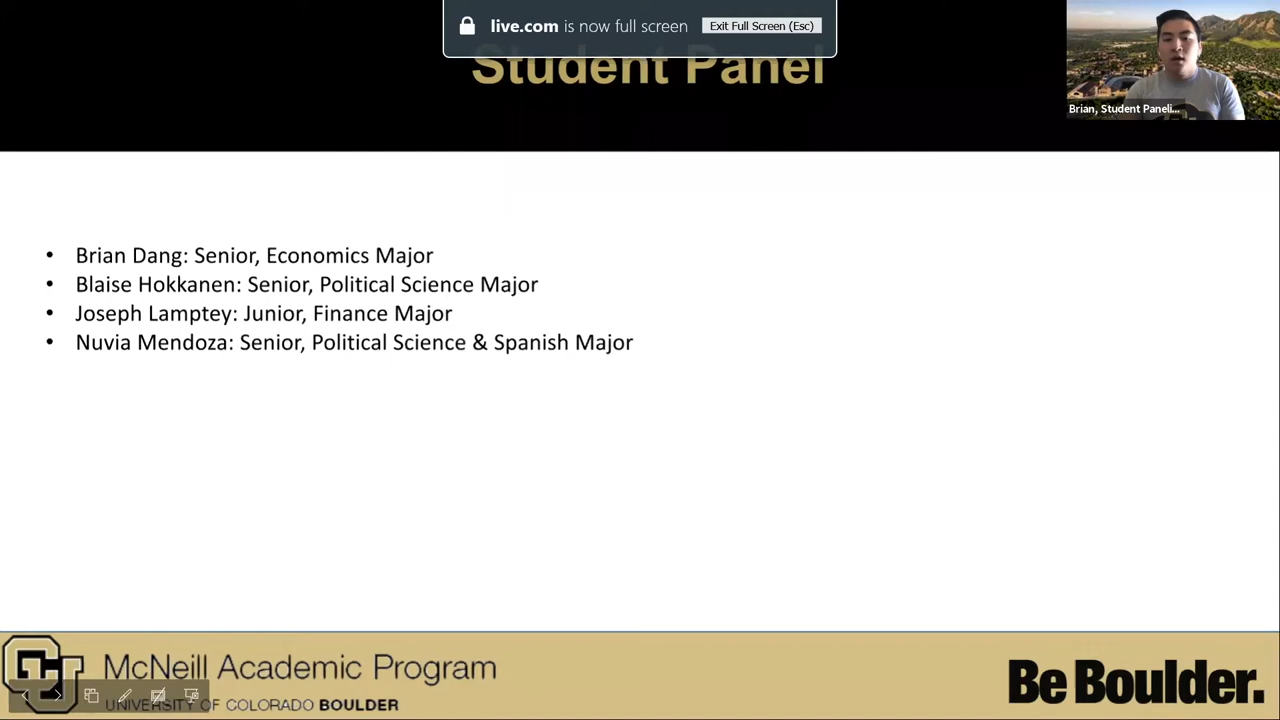 live.com is now full screen Exit Full Screen (Esc)
Student Panel
Brian, Student Paneli...
• Brian Dang: Senior, Economics Major
• Blaise Hokkanen: Senior, Political Science Major
• Joseph Lamptey: Junior, Finance Major
• Nuvia Mendoza: Senior, Political Science & Spanish Major
CU
McNeill Academic Program
UNIVERSITY OF COLORADO BOULDER
Be Boulder.